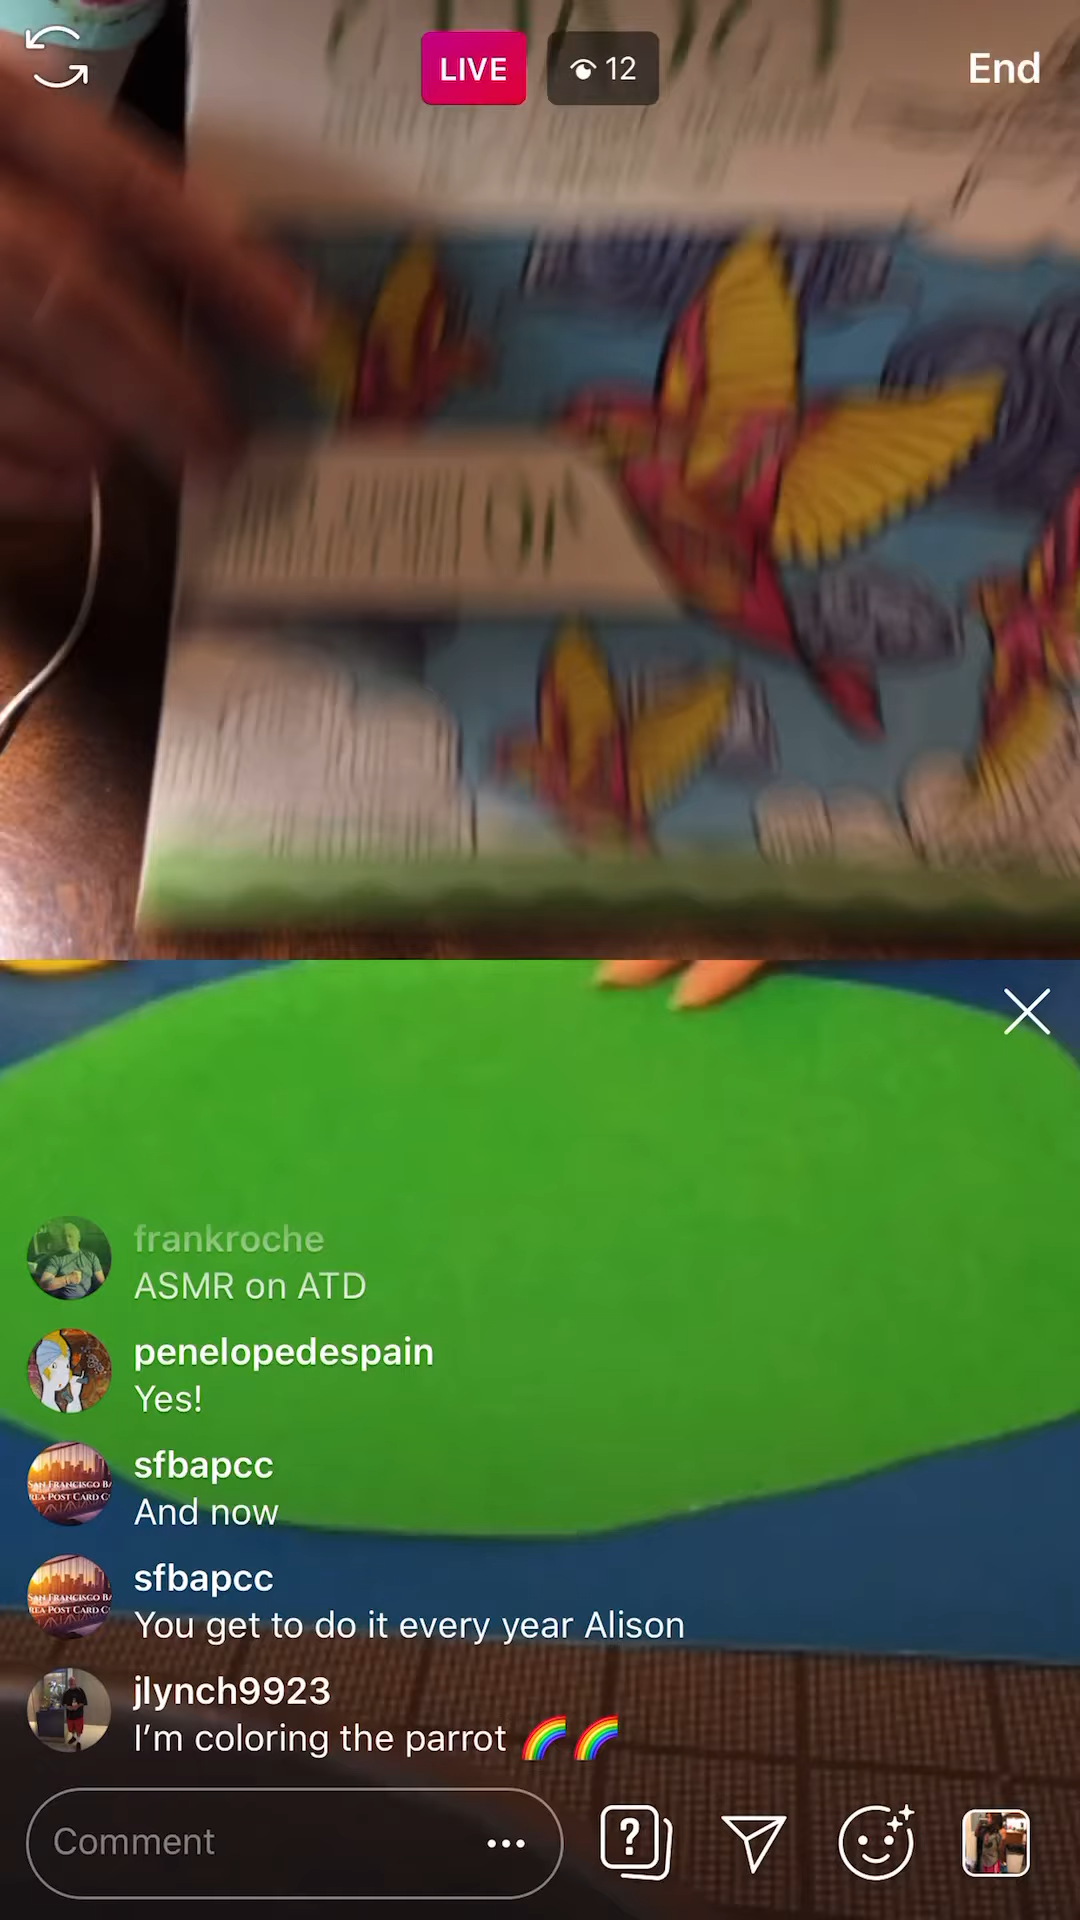 LIVE
12
End
frankroche
ASMR on ATD
penelopedespain
Yes!
sfbapcc
And now
sfbapcc
You get to do it every year Alison
jlynch9923
I’m coloring the parrot 🌈🌈
Comment